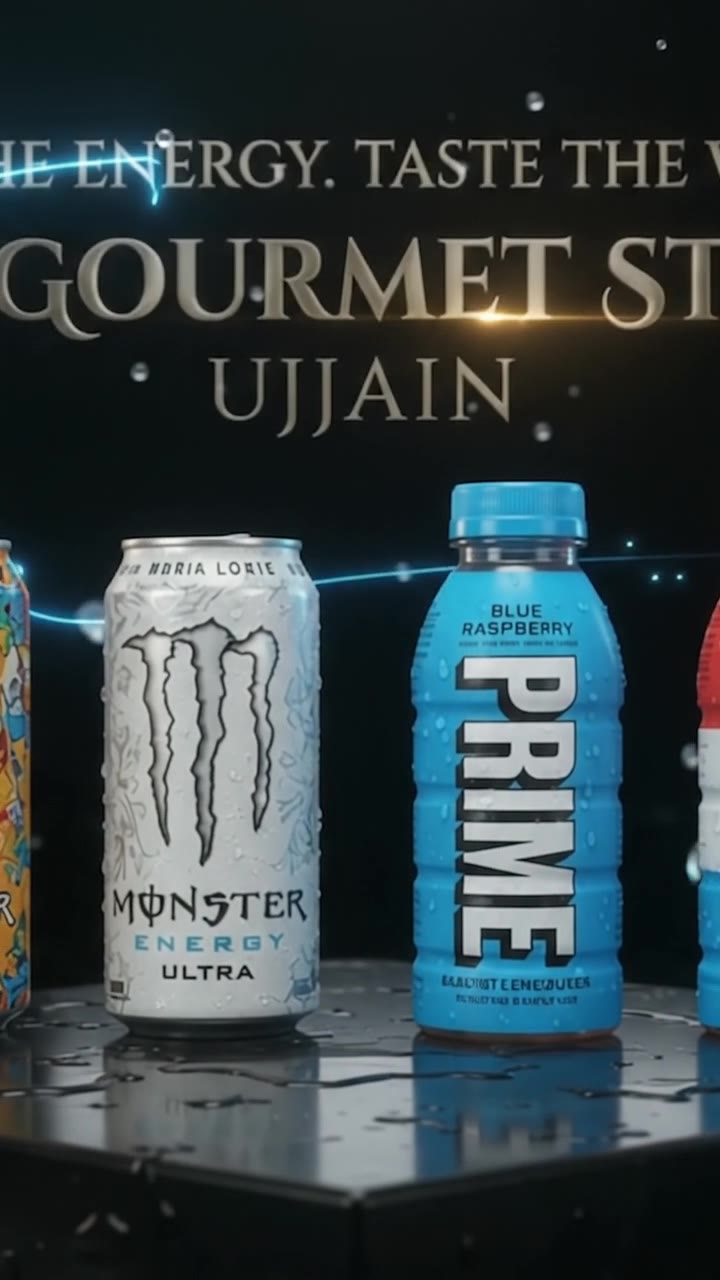 HE ENERGY. TASTE THE
GOURMET ST
UJJAIN
MONSTER
ENERGY
ULTRA
BLUE
RASPBERRY
PRIME
R